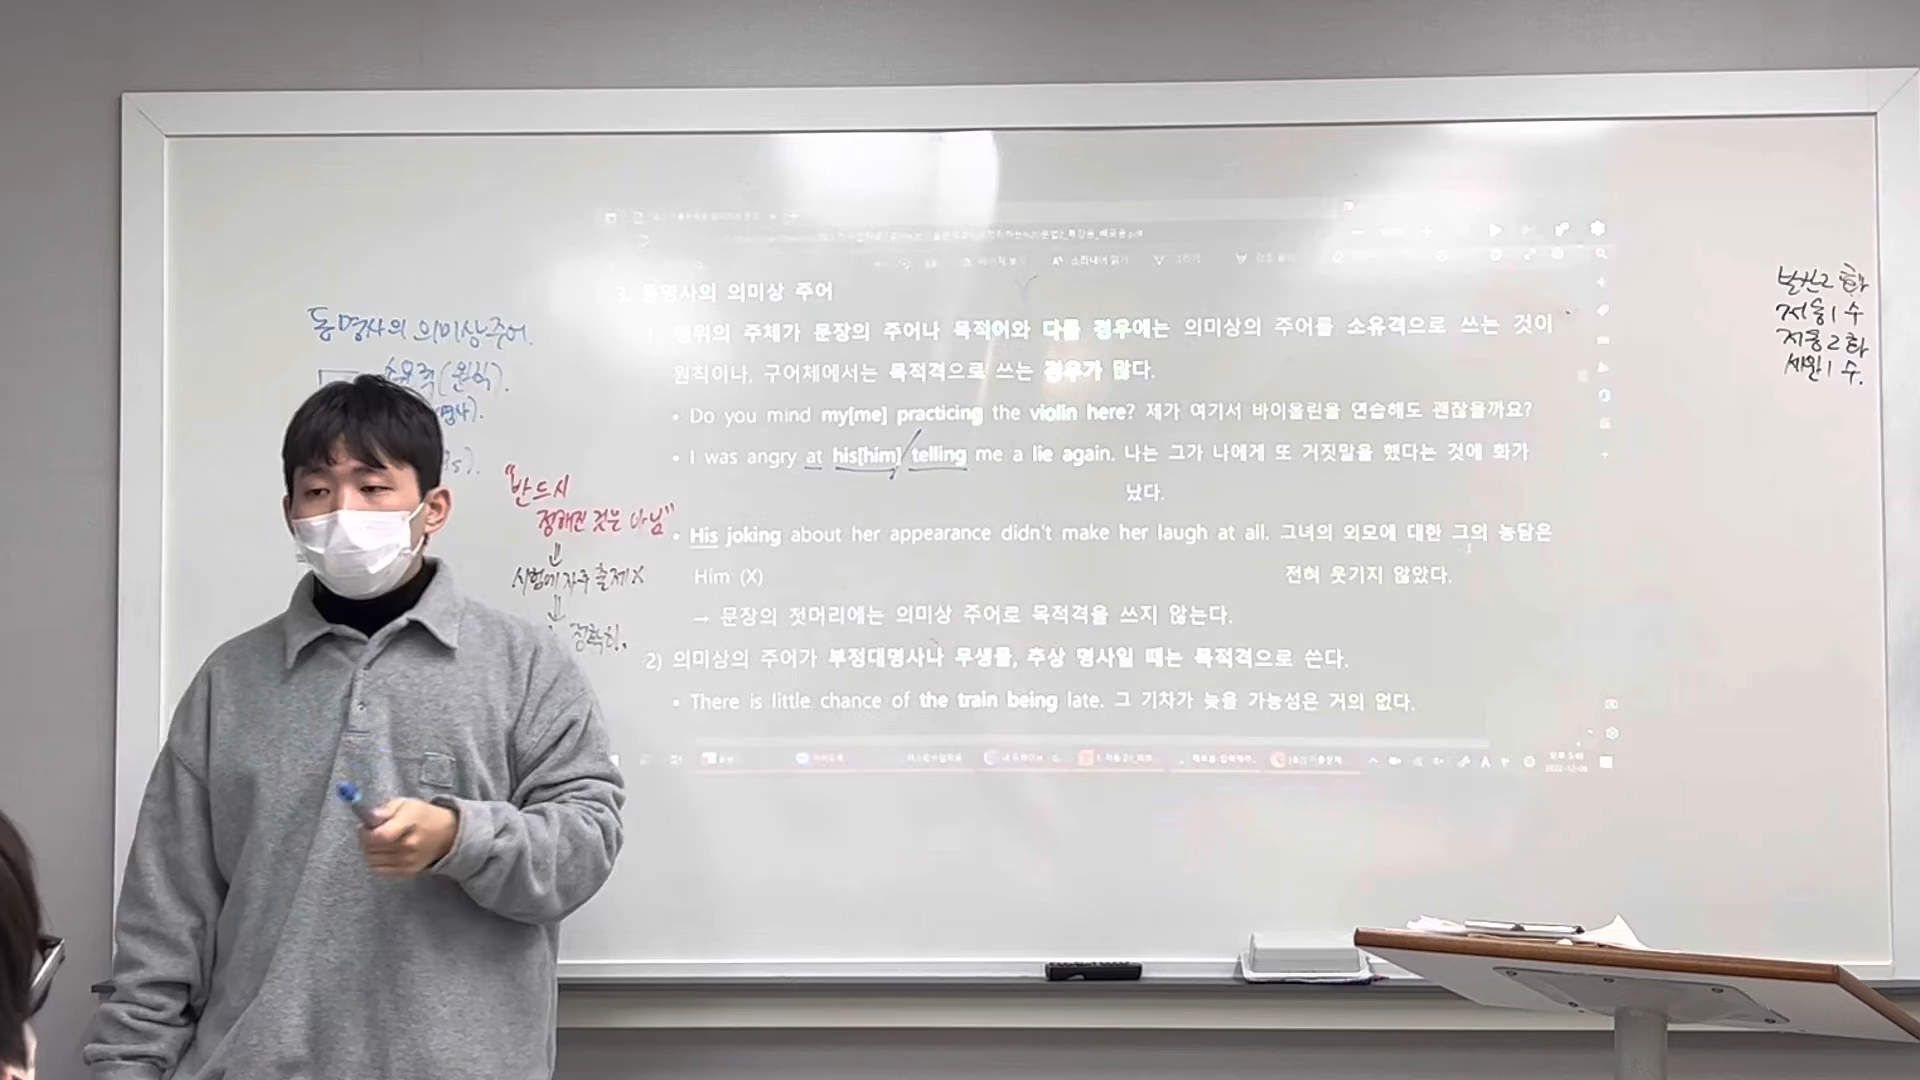 동명사의 의미상주어.
소유격(원칙).
"반드시
정해진 것은 아님"
⇓
시험에 자주 출제X
⇓
정확히.
3. 동명사의 의미상 주어
행위의 주체가 문장의 주어나 목적어와 다를 경우에는 의미상의 주어를 소유격으로 쓰는 것이
원칙이나, 구어체에서는 목적격으로 쓰는 경우가 많다.
• Do you mind my[me] practicing the violin here? 제가 여기서 바이올린을 연습해도 괜찮을까요?
• I was angry at his[him] / telling me a lie again. 나는 그가 나에게 또 거짓말을 했다는 것에 화가
났다.
• His joking about her appearance didn't make her laugh at all. 그녀의 외모에 대한 그의 농담은
Him (X) 전혀 웃기지 않았다.
→ 문장의 첫머리에는 의미상 주어로 목적격을 쓰지 않는다.
2) 의미상의 주어가 부정대명사나 무생물, 추상 명사일 때는 목적격으로 쓴다.
• There is little chance of the train being late. 그 기차가 늦을 가능성은 거의 없다.
2 화
1 수
2 화
세원 1 수.